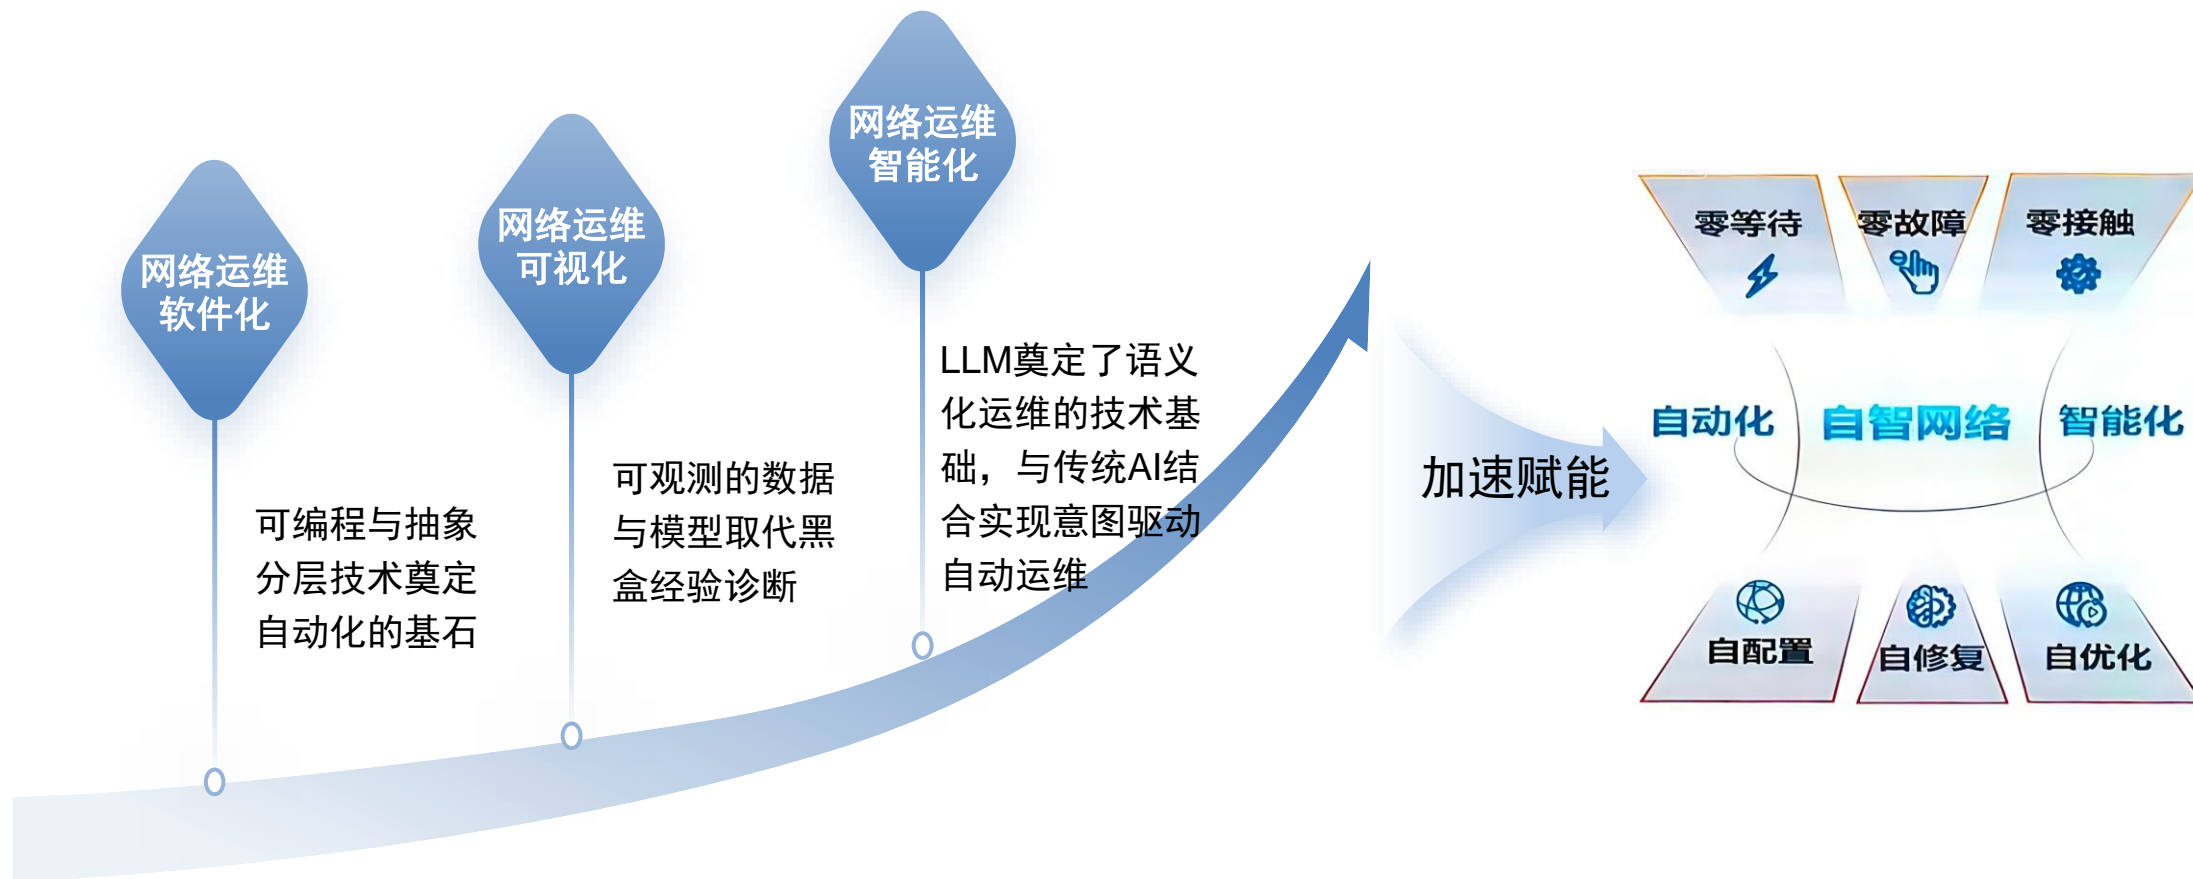 网络运维
软件化
可编程与抽象
分层技术奠定
自动化的基石
网络运维
可视化
可观测的数据
与模型取代黑
盒经验诊断
网络运维
智能化
LLM奠定了语义
化运维的技术基
础，与传统AI结
合实现意图驱动
自动运维
加速赋能
零等待
零故障
零接触
自动化
自智网络
智能化
自配置
自修复
自优化